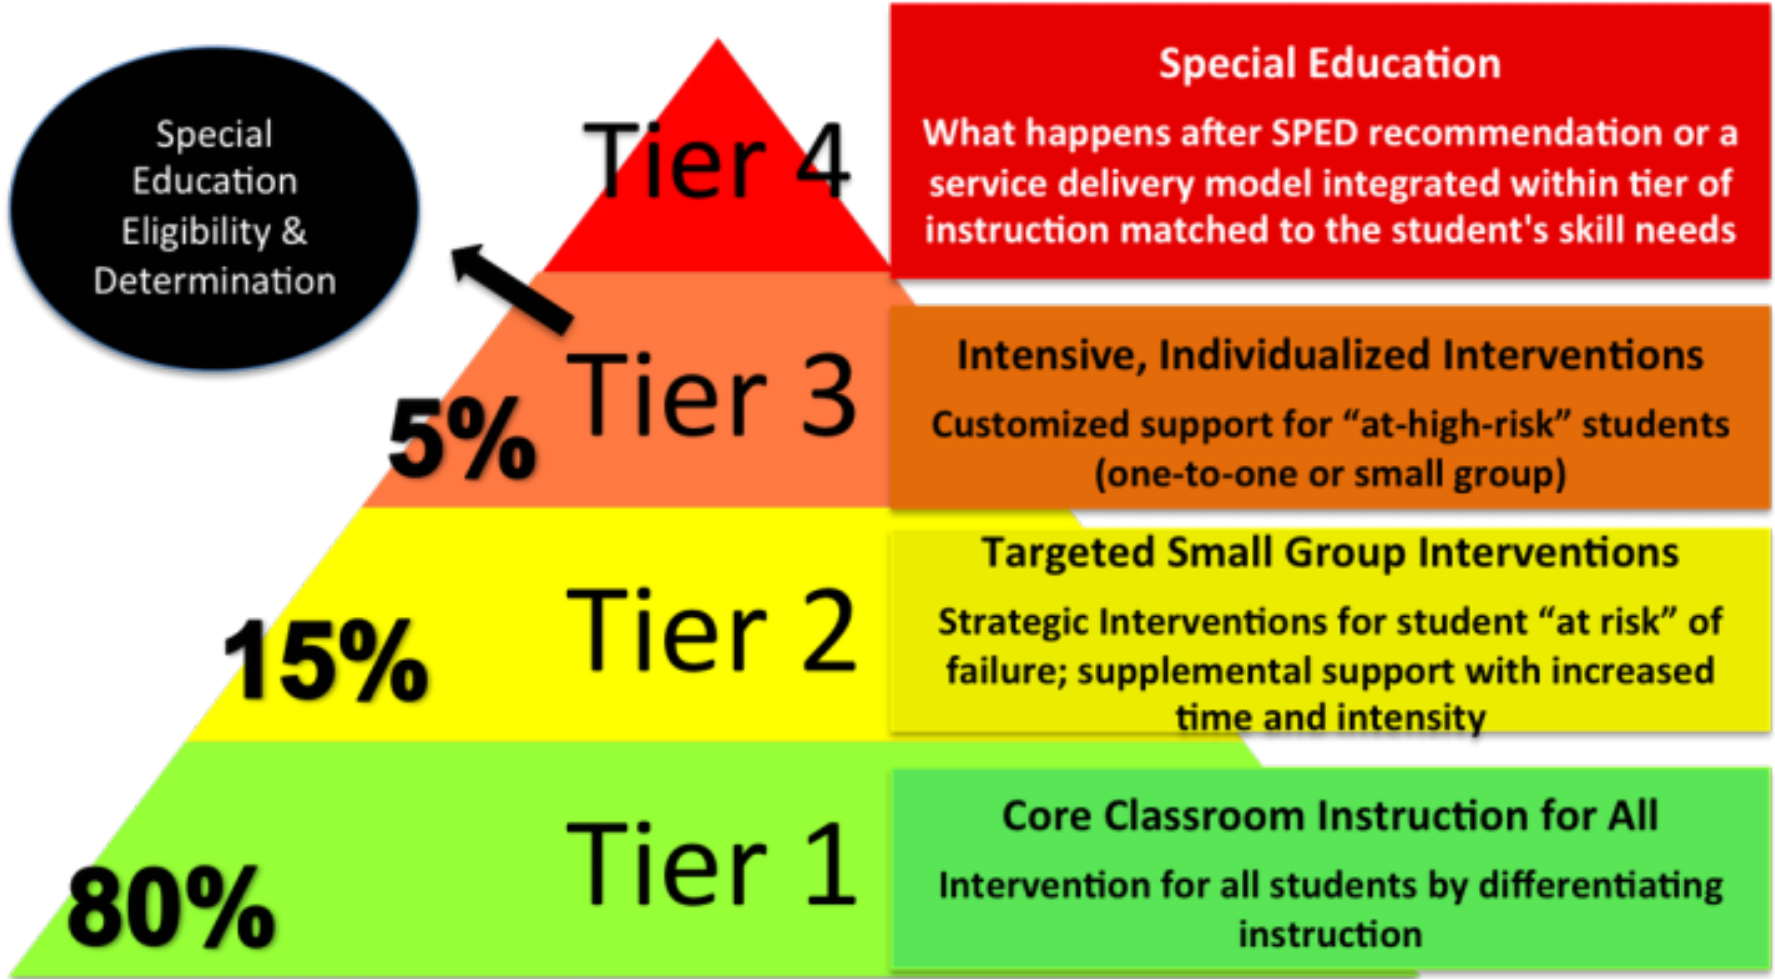 Special
Education
Eligibility &
Determination
Tier 4
Special Education
What happens after SPED recommendation or a
service delivery model integrated within tier of
instruction matched to the student's skill needs
Tier 3
5%
Intensive, Individualized Interventions
Customized support for “at-high-risk” students
(one-to-one or small group)
Tier 2
15%
Targeted Small Group Interventions
Strategic Interventions for student “at risk” of
failure; supplemental support with increased
time and intensity
Tier 1
80%
Core Classroom Instruction for All
Intervention for all students by differentiating
instruction